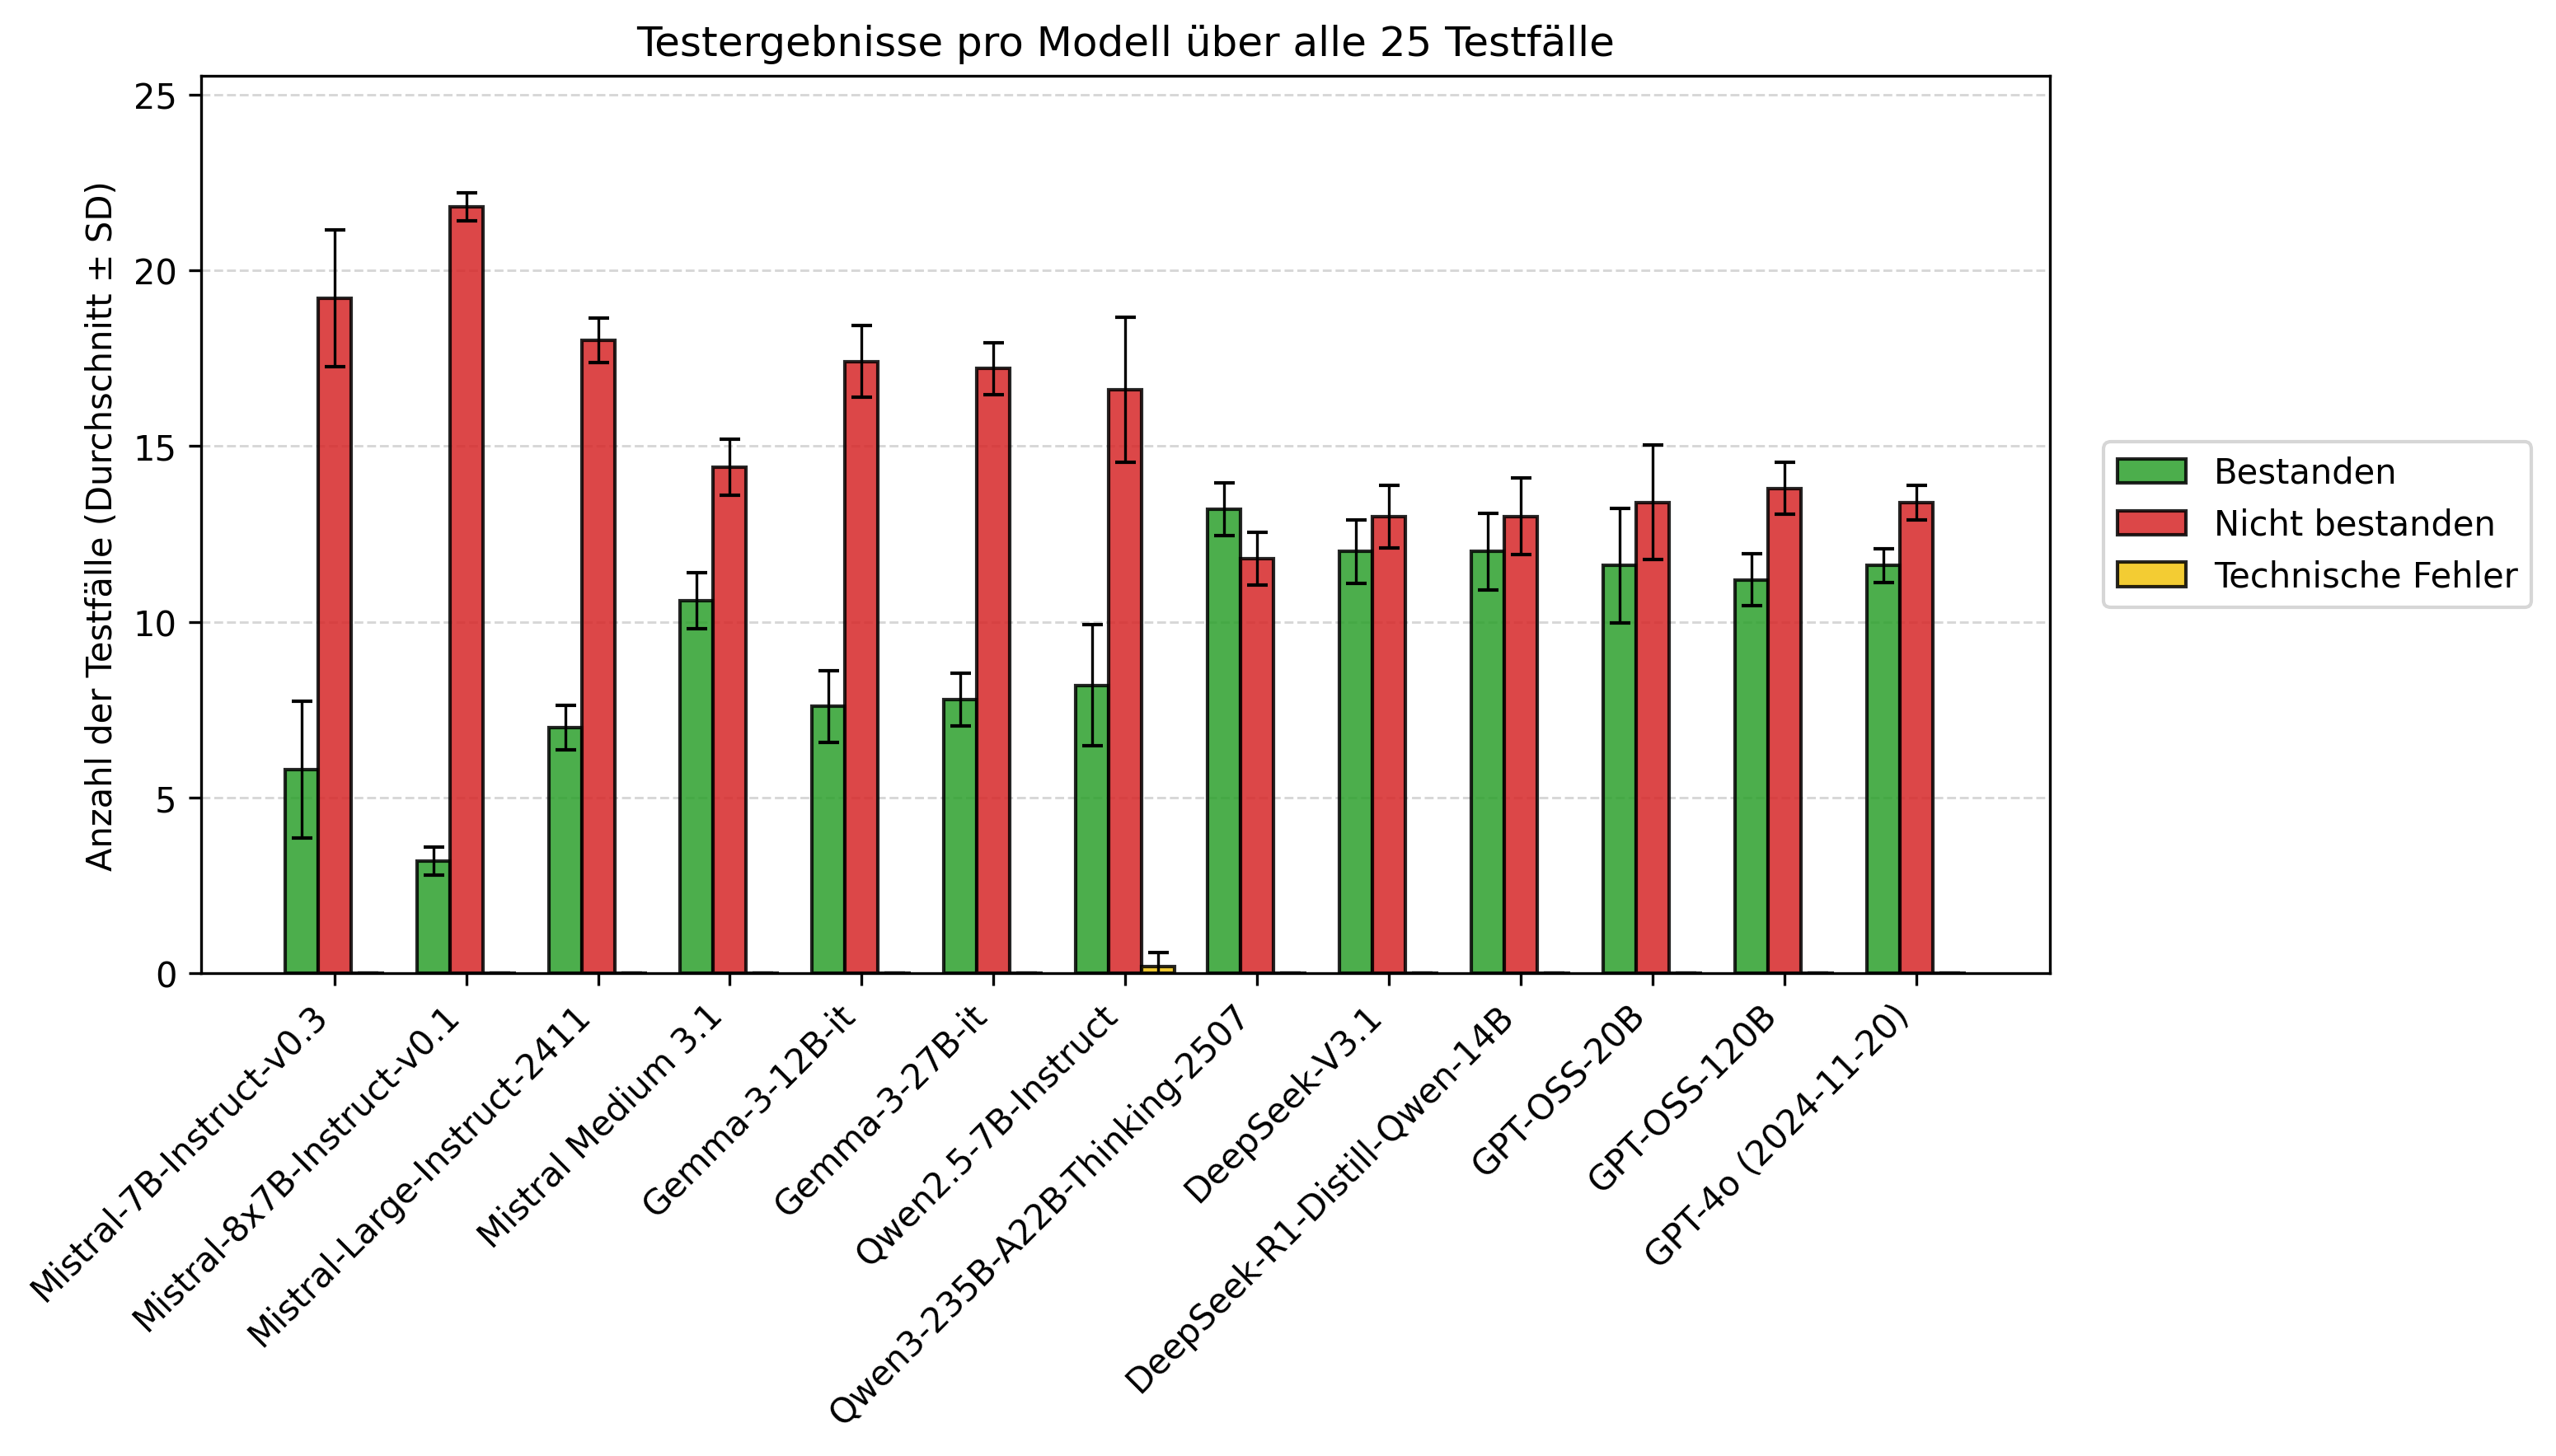 Testergebnisse pro Modell über alle 25 Testfälle
Anzahl der Testfälle (Durchschnitt ± SD)
25
20
15
10
5
0
Bestanden
Nicht bestanden
Technische Fehler
Mistral-7B-Instruct-v0.3
Mistral-8x7B-Instruct-v0.1
Mistral-Large-Instruct-2411
Mistral Medium 3.1
Gemma-3-12B-it
Gemma-3-27B-it
Qwen2.5-7B-Instruct
Qwen3-235B-A22B-Thinking-2507
DeepSeek-V3.1
DeepSeek-R1-Distill-Qwen-14B
GPT-OSS-20B
GPT-OSS-120B
GPT-4o (2024-11-20)